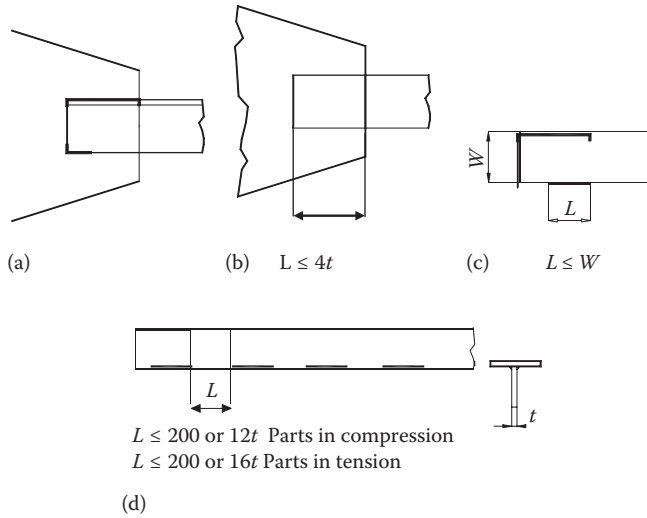 W
L
(a)
(b) L ≤ 4t
(c) L ≤ W
L
t
L ≤ 200 or 12t Parts in compression
L ≤ 200 or 16t Parts in tension
(d)